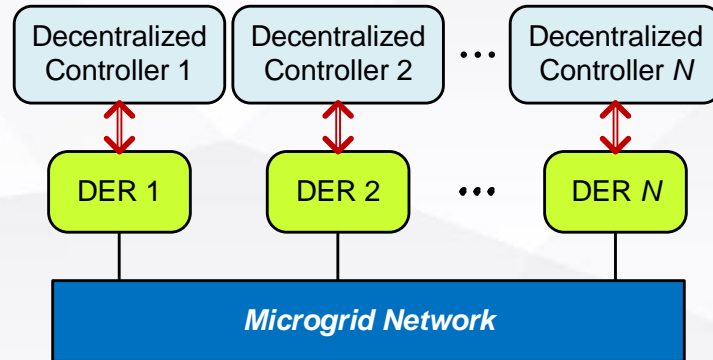 Decentralized
Controller 1
Decentralized
Controller 2
...
Decentralized
Controller N
DER 1
DER 2
...
DER N
Microgrid Network